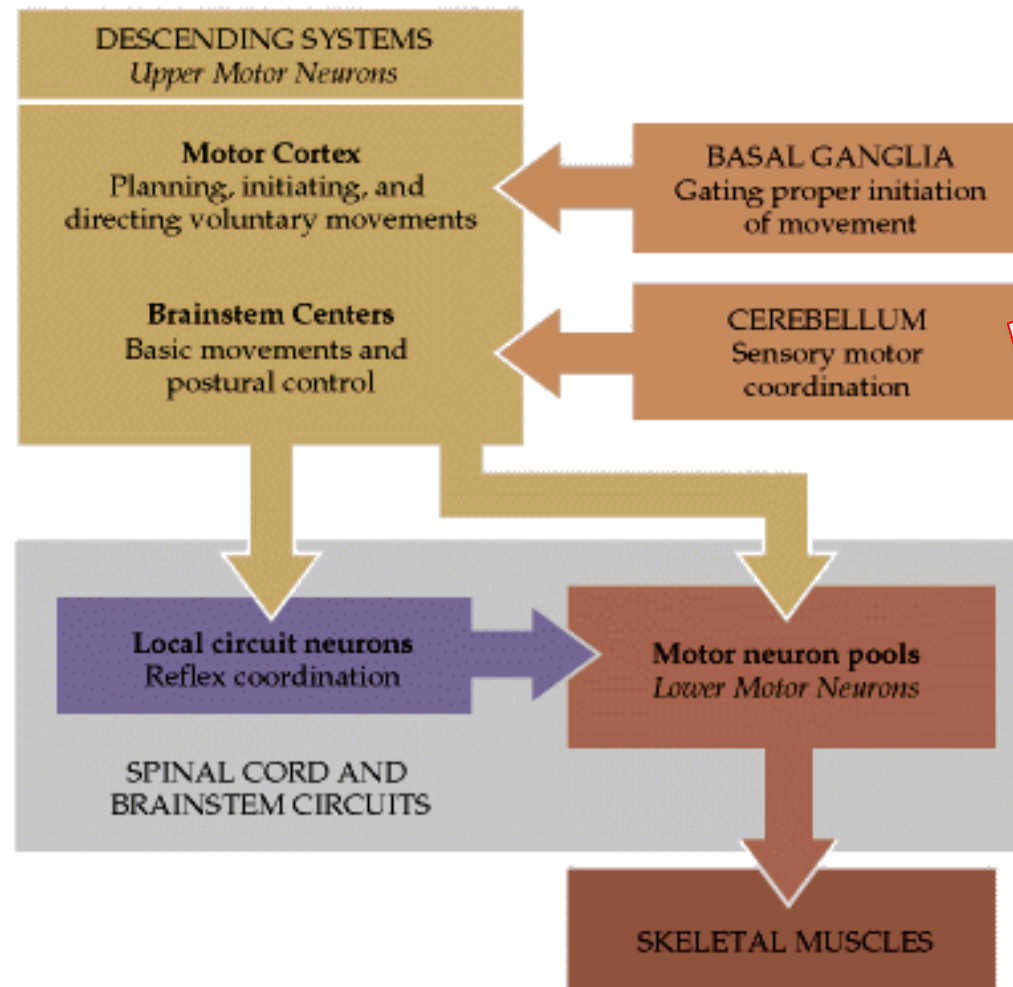 DESCENDING SYSTEMS
Upper Motor Neurons
Motor Cortex
Planning, initiating, and
directing voluntary movements
Brainstem Centers
Basic movements and
postural control
BASAL GANGLIA
Gating proper initiation
of movement
CEREBELLUM
Sensory motor
coordination
Local circuit neurons
Reflex coordination
Motor neuron pools
Lower Motor Neurons
SPINAL CORD AND
BRAINSTEM CIRCUITS
SKELETAL MUSCLES